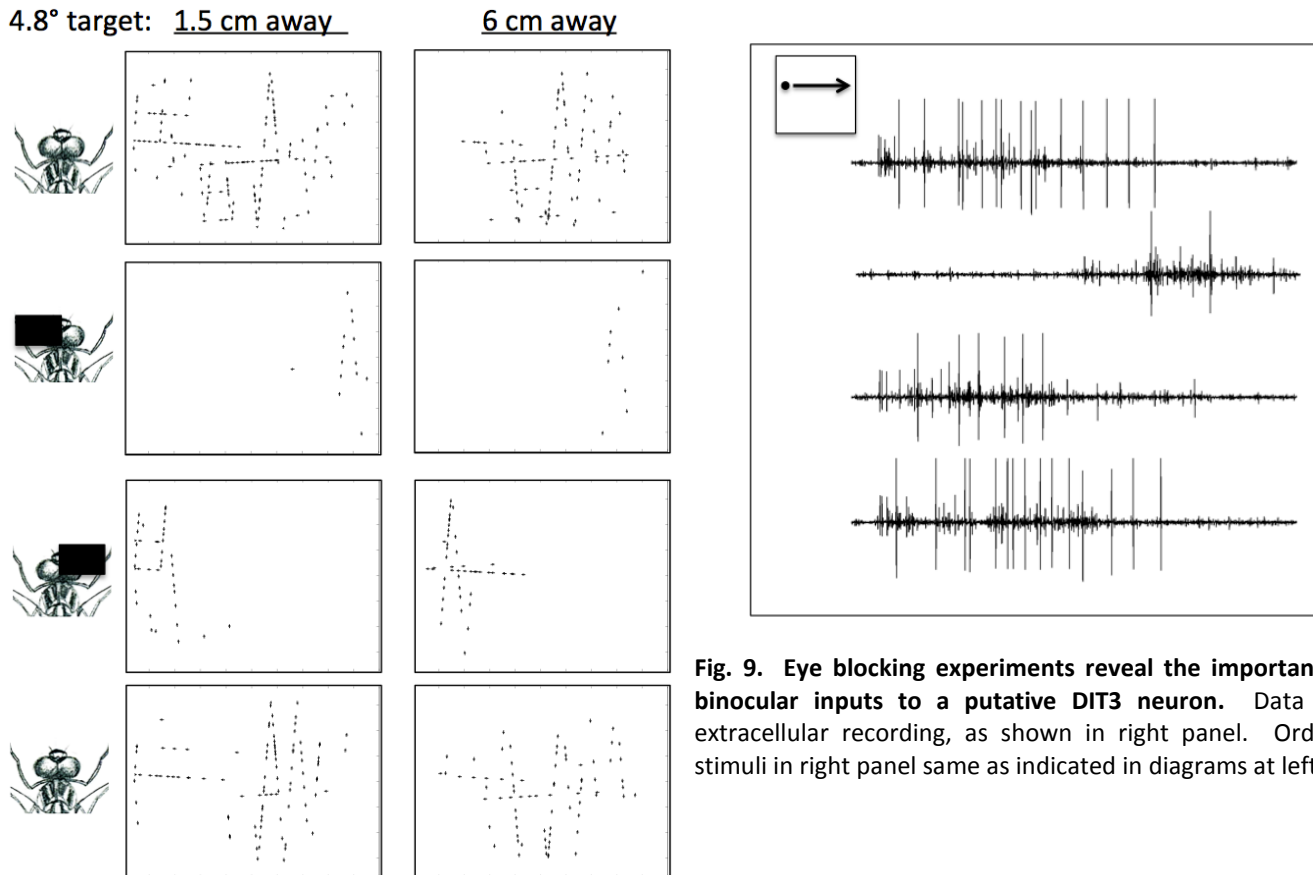 4.8° target: 1.5 cm away 6 cm away
Fig. 9. Eye blocking experiments reveal the importan
binocular inputs to a putative DIT3 neuron. Data
extracellular recording, as shown in right panel. Ord
stimuli in right panel same as indicated in diagrams at left